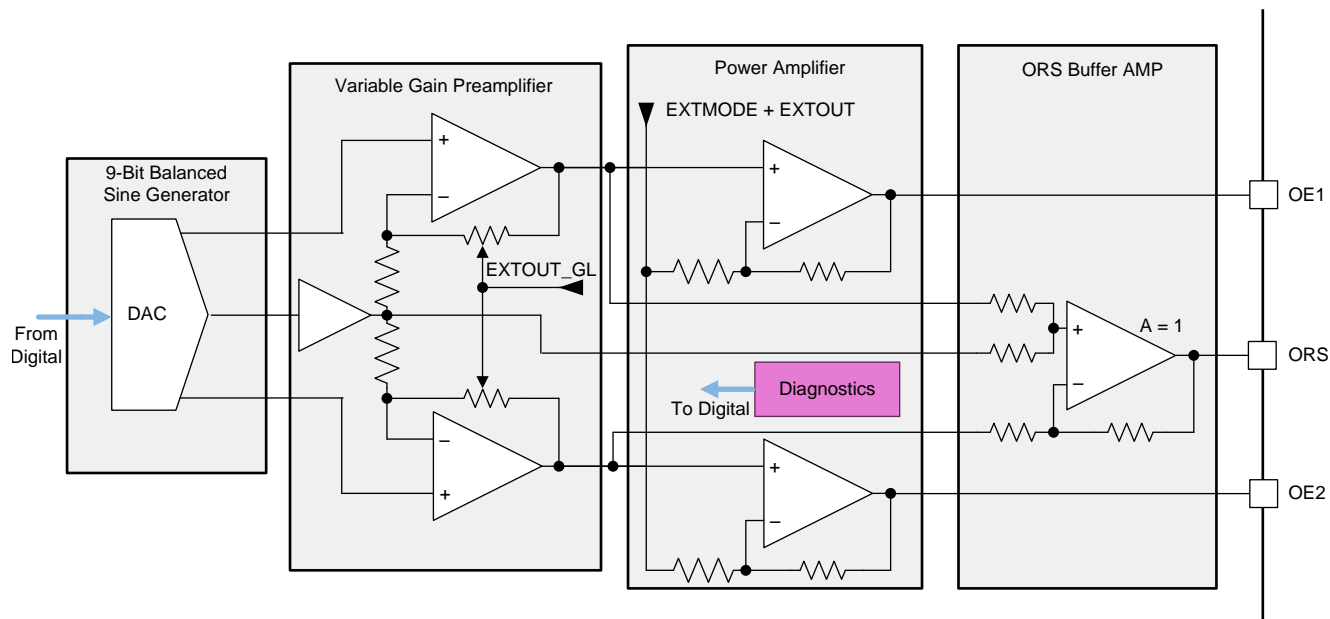 9-Bit Balanced
Sine Generator
DAC
From
Digital
Variable Gain Preamplifier
+
−
EXTOUT_GL
−
+
Power Amplifier
EXTMODE + EXTOUT
+
−
Diagnostics
To Digital
+
−
ORS Buffer AMP
A = 1
+
−
OE1
ORS
OE2